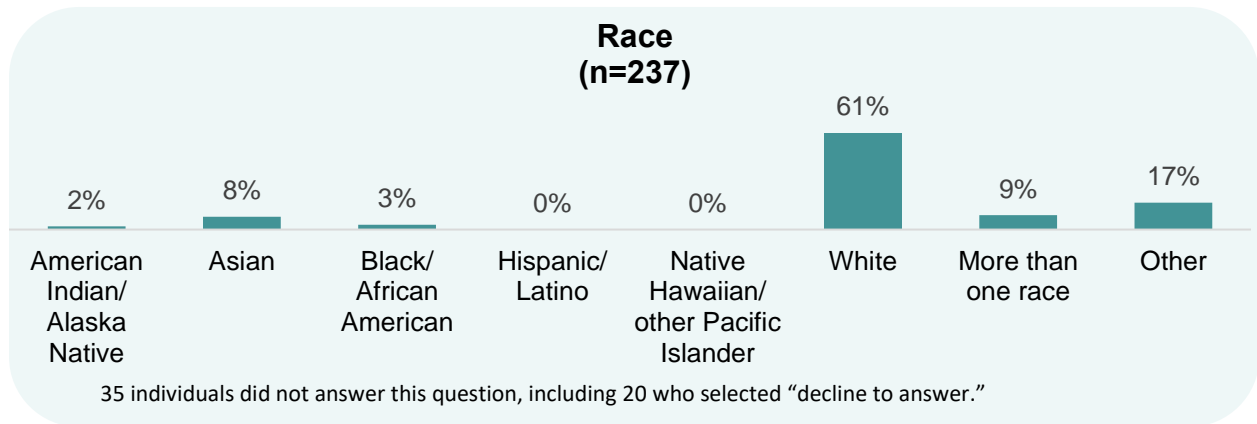 Race
(n=237)
61%
17%
9%
8%
3%
2%
0%
0%
American
Indian/
Alaska
Native
Asian
Black/
African
American
Hispanic/
Latino
Native
Hawaiian/
other Pacific
Islander
White
More than
one race
Other
35 individuals did not answer this question, including 20 who selected “decline to answer.”